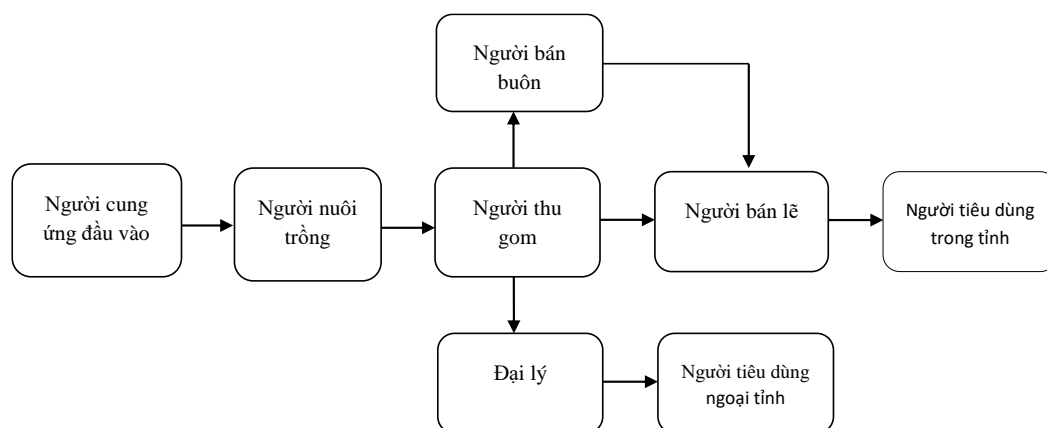 Người bán
buôn
Người cung
ứng đầu vào
Người nuôi
trồng
Người thu
gom
Người bán lẽ
Người tiêu dùng
trong tỉnh
Đại lý
Người tiêu dùng
ngoại tỉnh